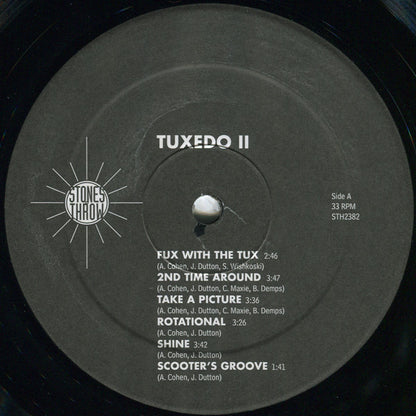 TUXEDO II
STONES
THROW
Side A
33 RPM
STH2382
FUX WITH THE TUX 2:46
(A. Cohen, J. Dutton, S. Wishkoski)
2ND TIME AROUND 3:47
(A. Cohen, J. Dutton, C. Maxie, B. Demps)
TAKE A PICTURE 3:36
(A. Cohen, J. Dutton, C. Maxie, B. Demps)
ROTATIONAL 3:26
(A. Cohen, J. Dutton)
SHINE 3:42
(A. Cohen, J. Dutton)
SCOOTER'S GROOVE 1:41
(A. Cohen, J. Dutton)